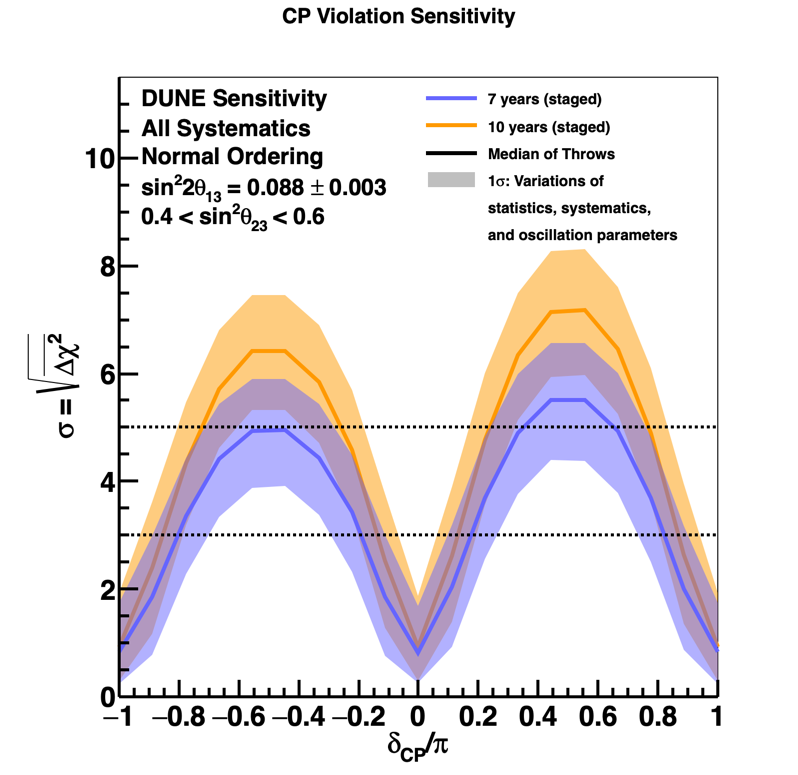 CP Violation Sensitivity
DUNE Sensitivity
All Systematics
Normal Ordering
sin²2θ₁₃ = 0.088 ± 0.003
0.4 < sin²θ₂₃ < 0.6
7 years (staged)
10 years (staged)
Median of Throws
1σ: Variations of
statistics, systematics,
and oscillation parameters
σ = √Δχ²
10
8
6
4
2
0
−1 −0.8 −0.6 −0.4 −0.2 0 0.2 0.4 0.6 0.8 1
δCP/π